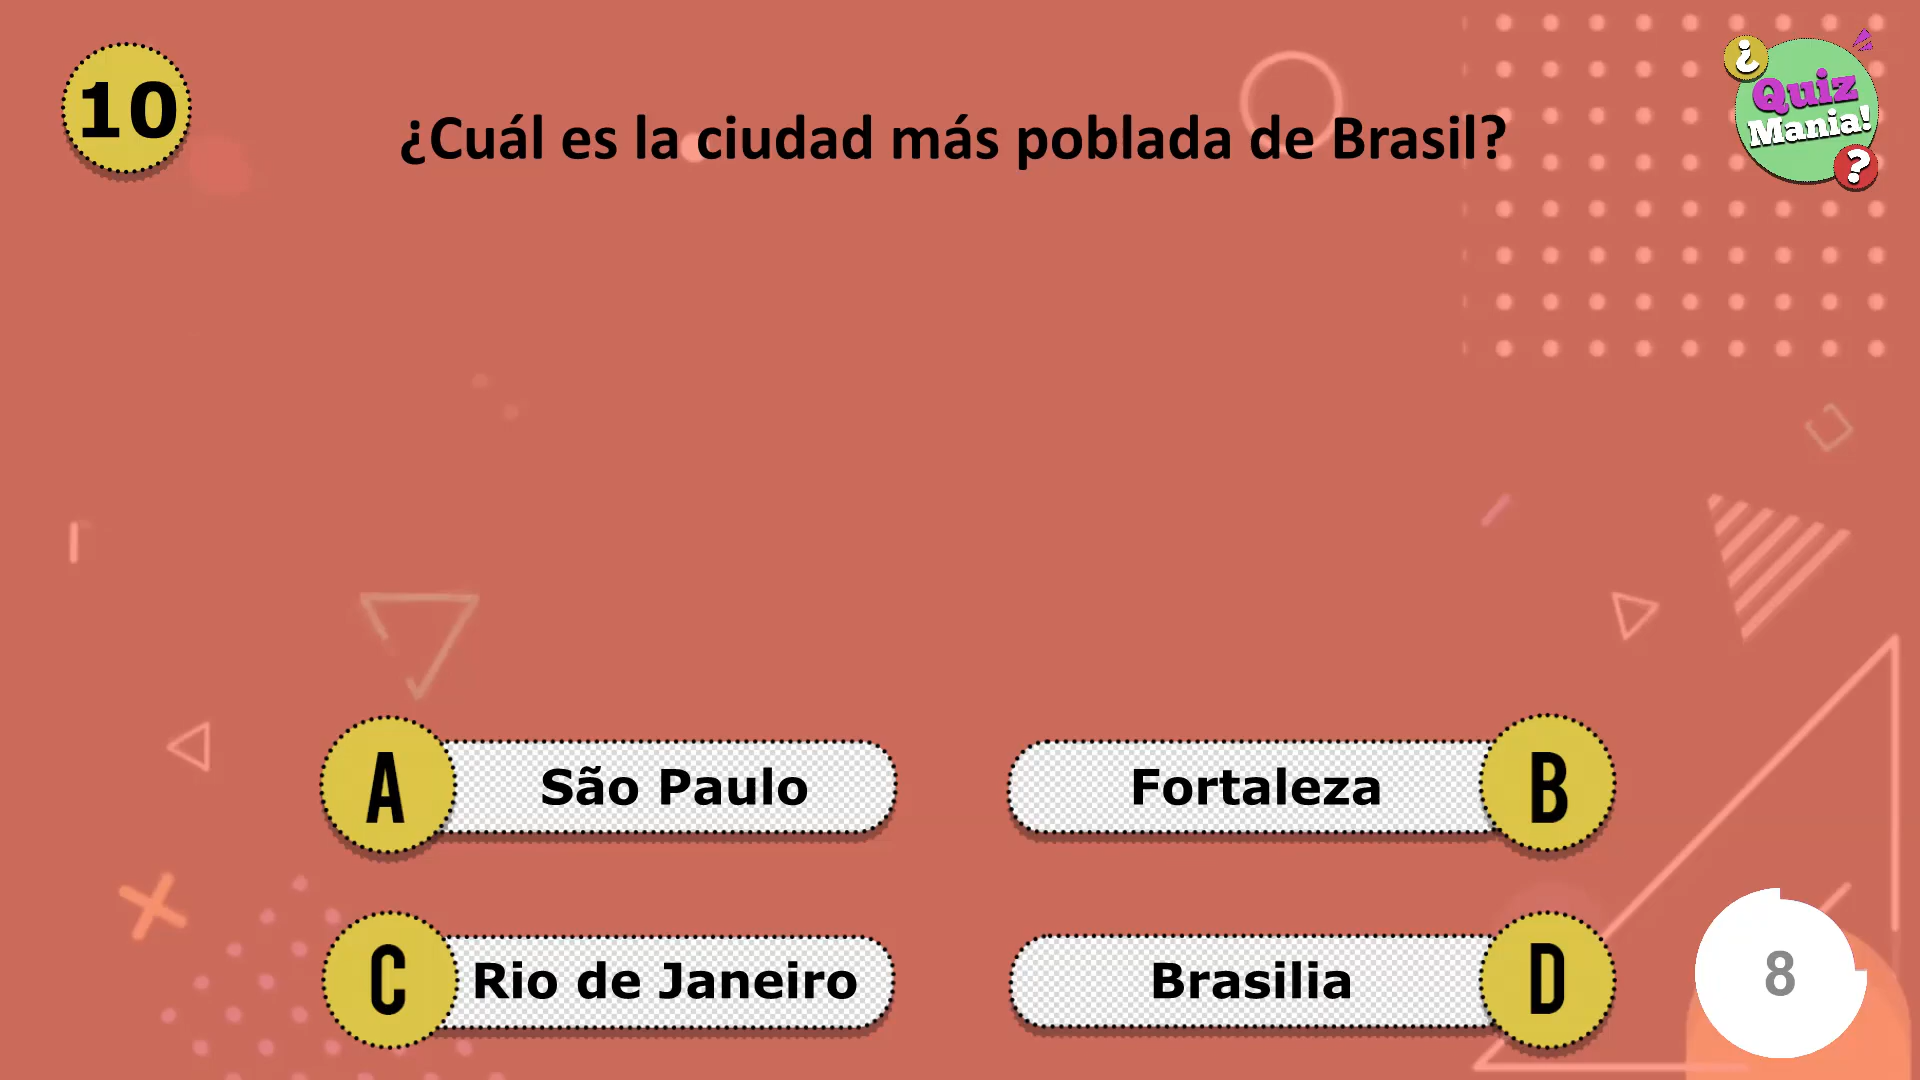 10
¿Cuál es la ciudad más poblada de Brasil?
¿
Quiz
Mania!
?
A
São Paulo
Fortaleza
B
C
Rio de Janeiro
Brasilia
D
8